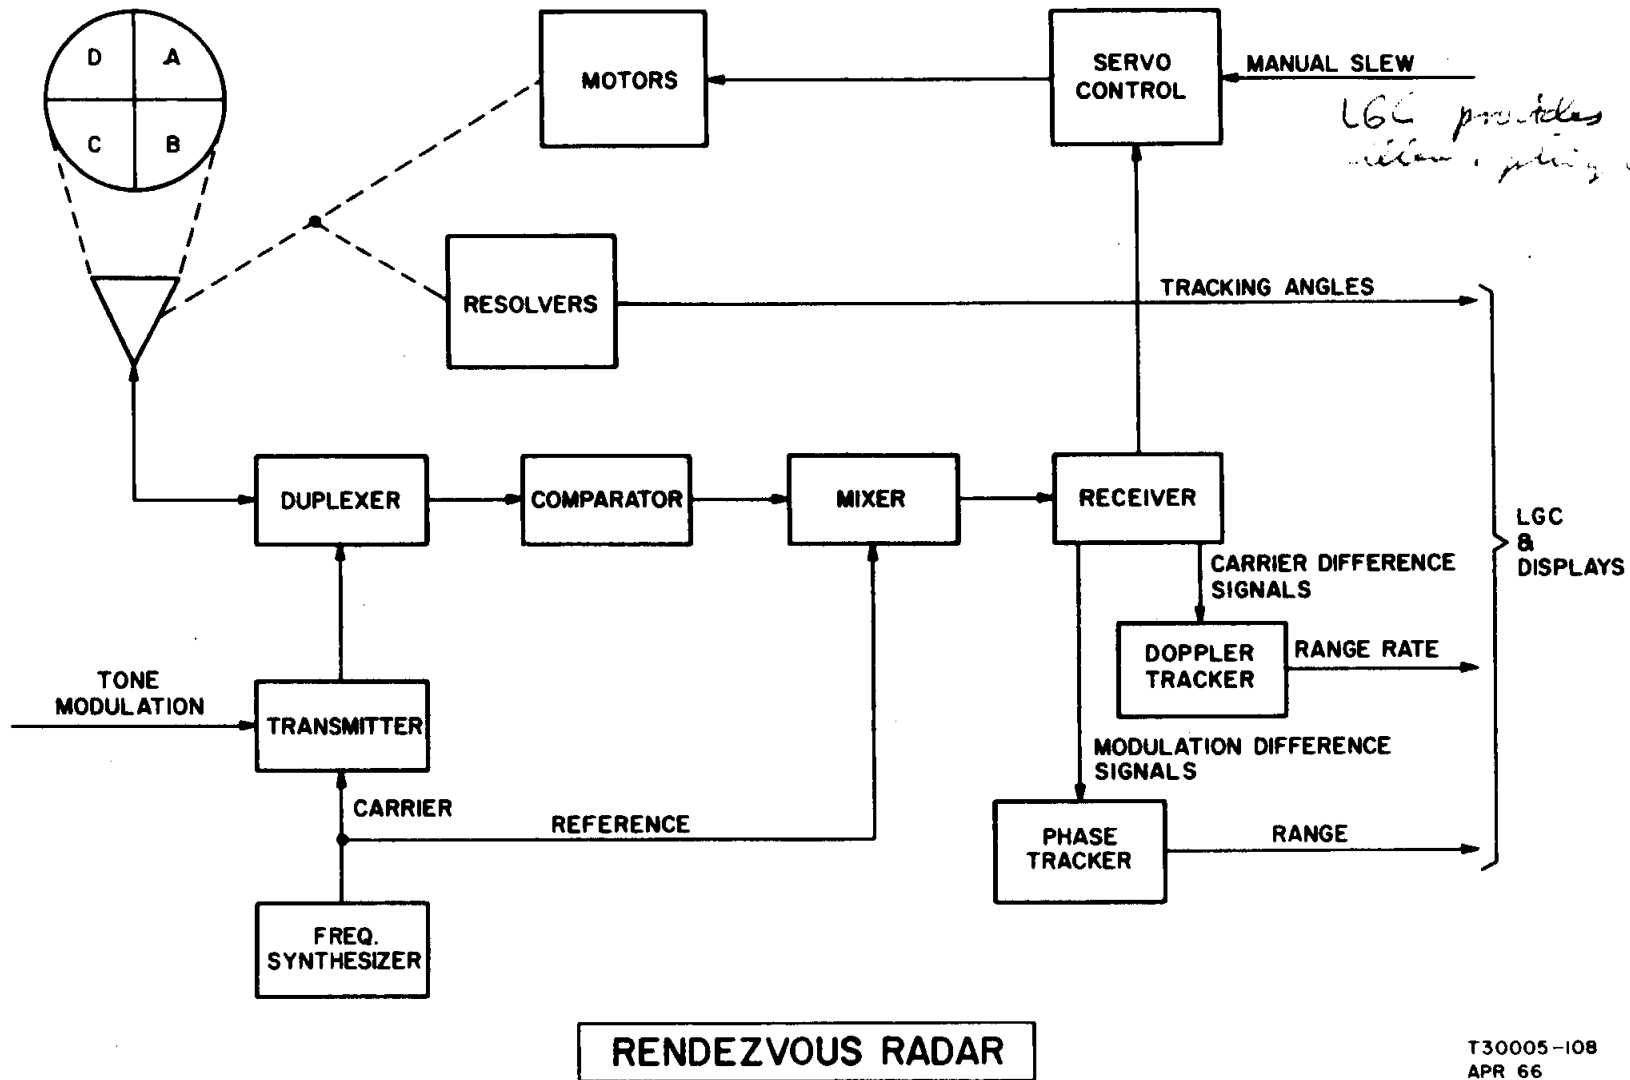 D A
C B
MOTORS
SERVO
CONTROL
MANUAL SLEW
LGC provides
RESOLVERS
TRACKING ANGLES
DUPLEXER
COMPARATOR
MIXER
RECEIVER
LGC
&
DISPLAYS
CARRIER DIFFERENCE
SIGNALS
DOPPLER
TRACKER
RANGE RATE
TONE
MODULATION
TRANSMITTER
MODULATION DIFFERENCE
SIGNALS
CARRIER
REFERENCE
PHASE
TRACKER
RANGE
FREQ.
SYNTHESIZER
RENDEZVOUS RADAR
T30005-108
APR 66